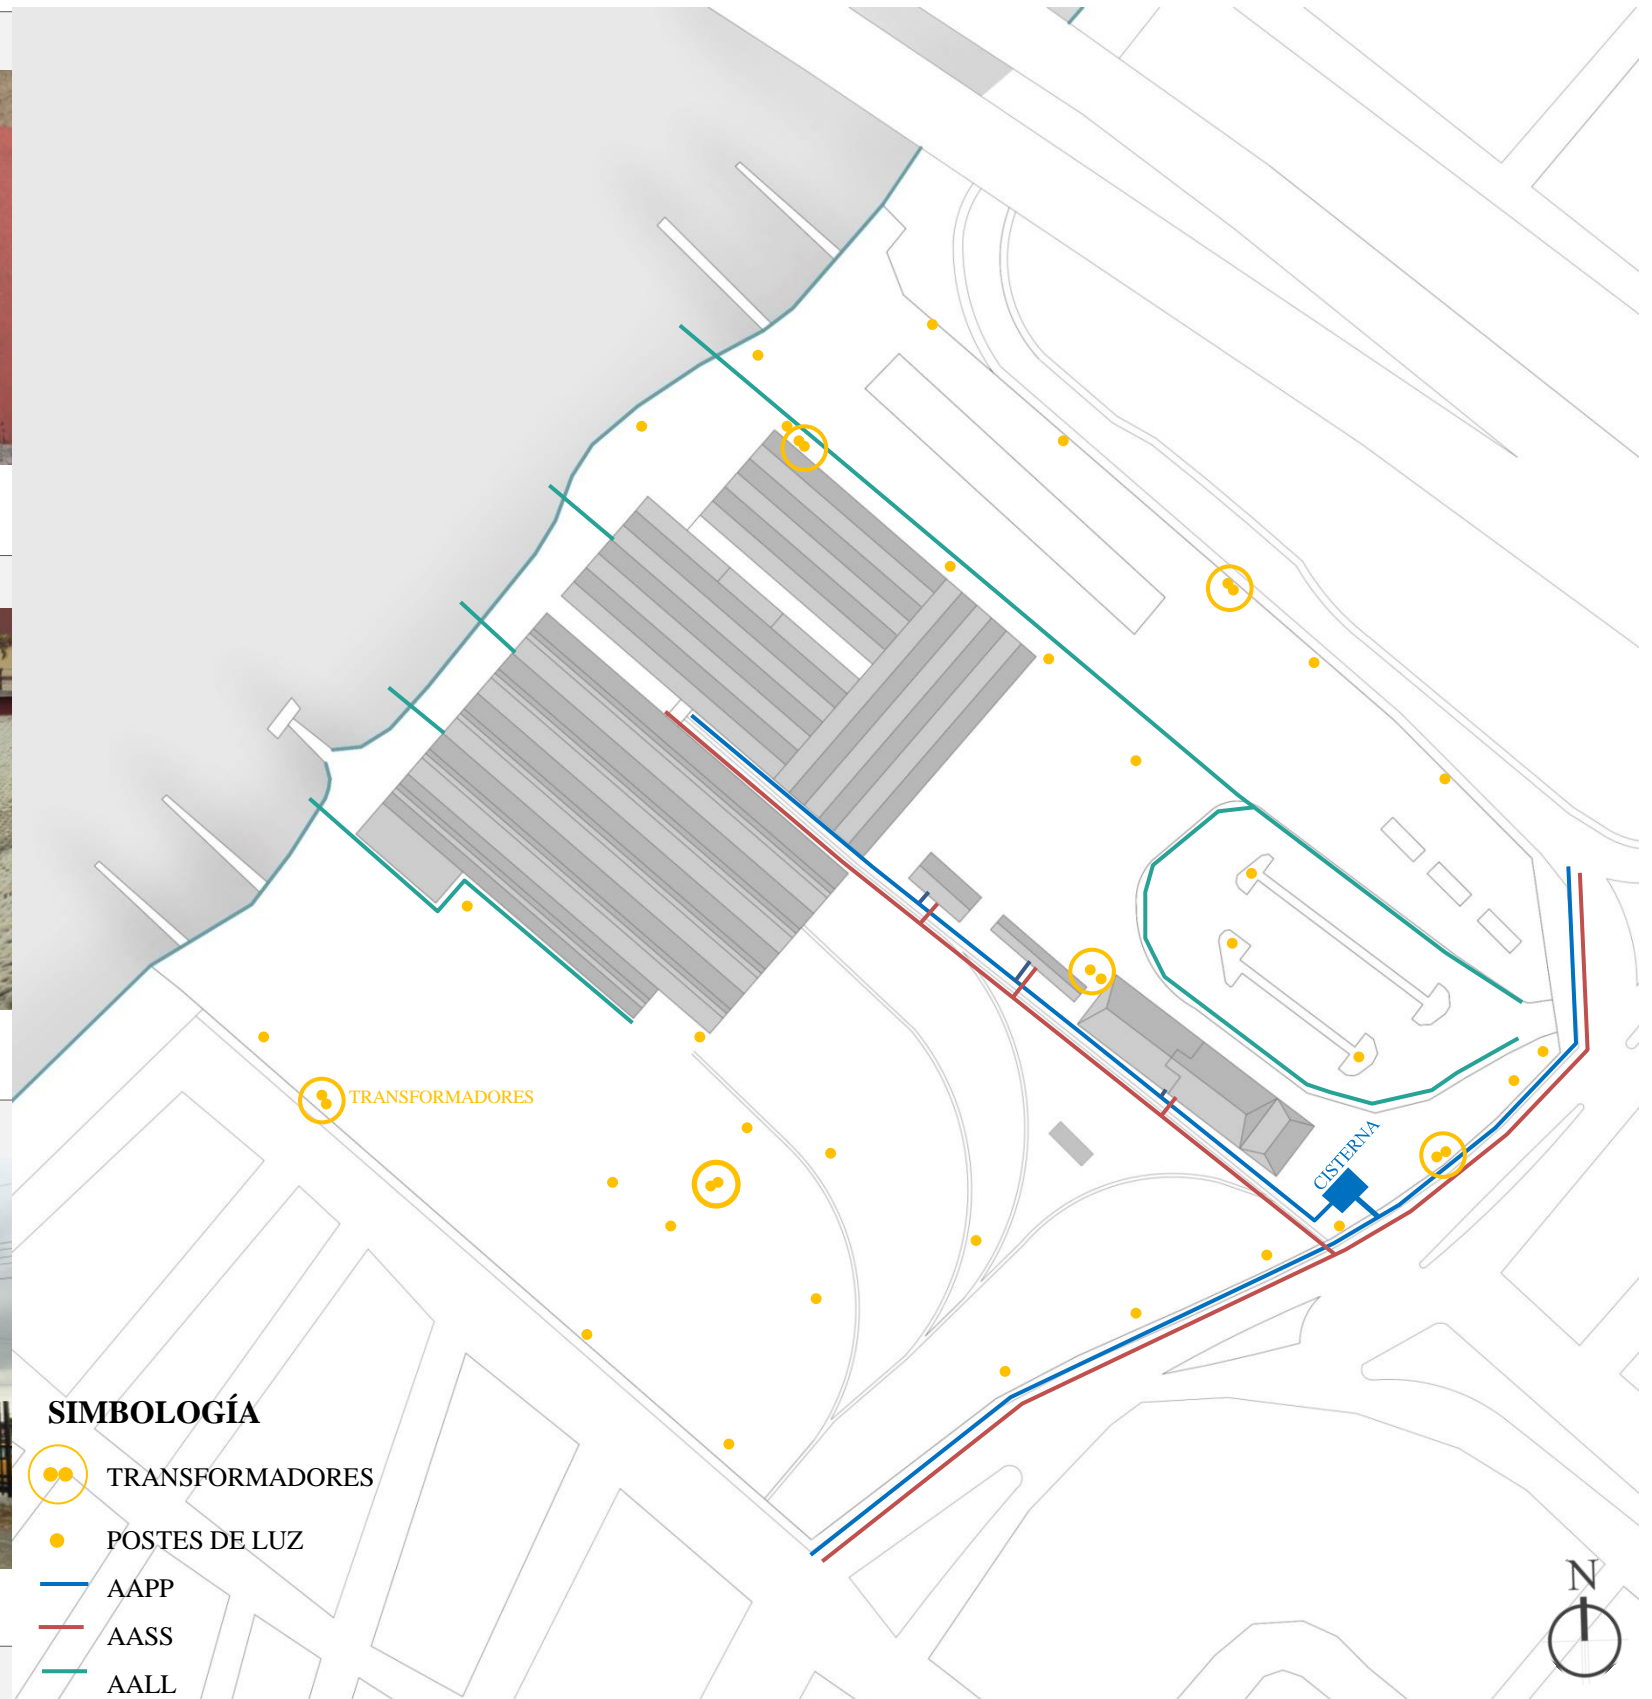 TRANSFORMADORES
CISTERNA
SIMBOLOGÍA
TRANSFORMADORES
POSTES DE LUZ
AAPP
AASS
AALL
N